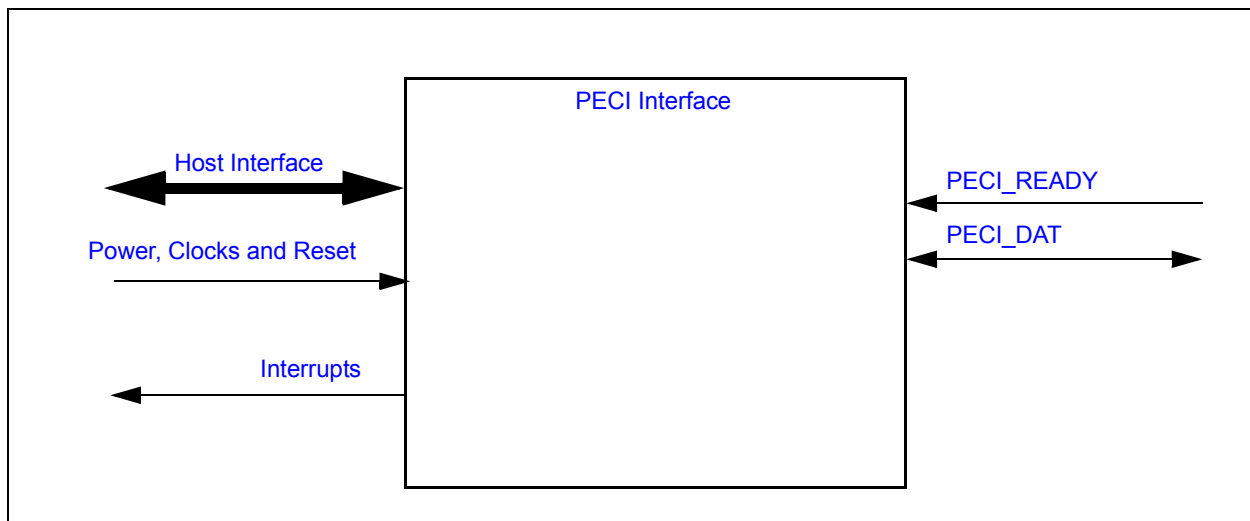 PECI Interface
Host Interface
PECI_READY
Power, Clocks and Reset
PECI_DAT
Interrupts